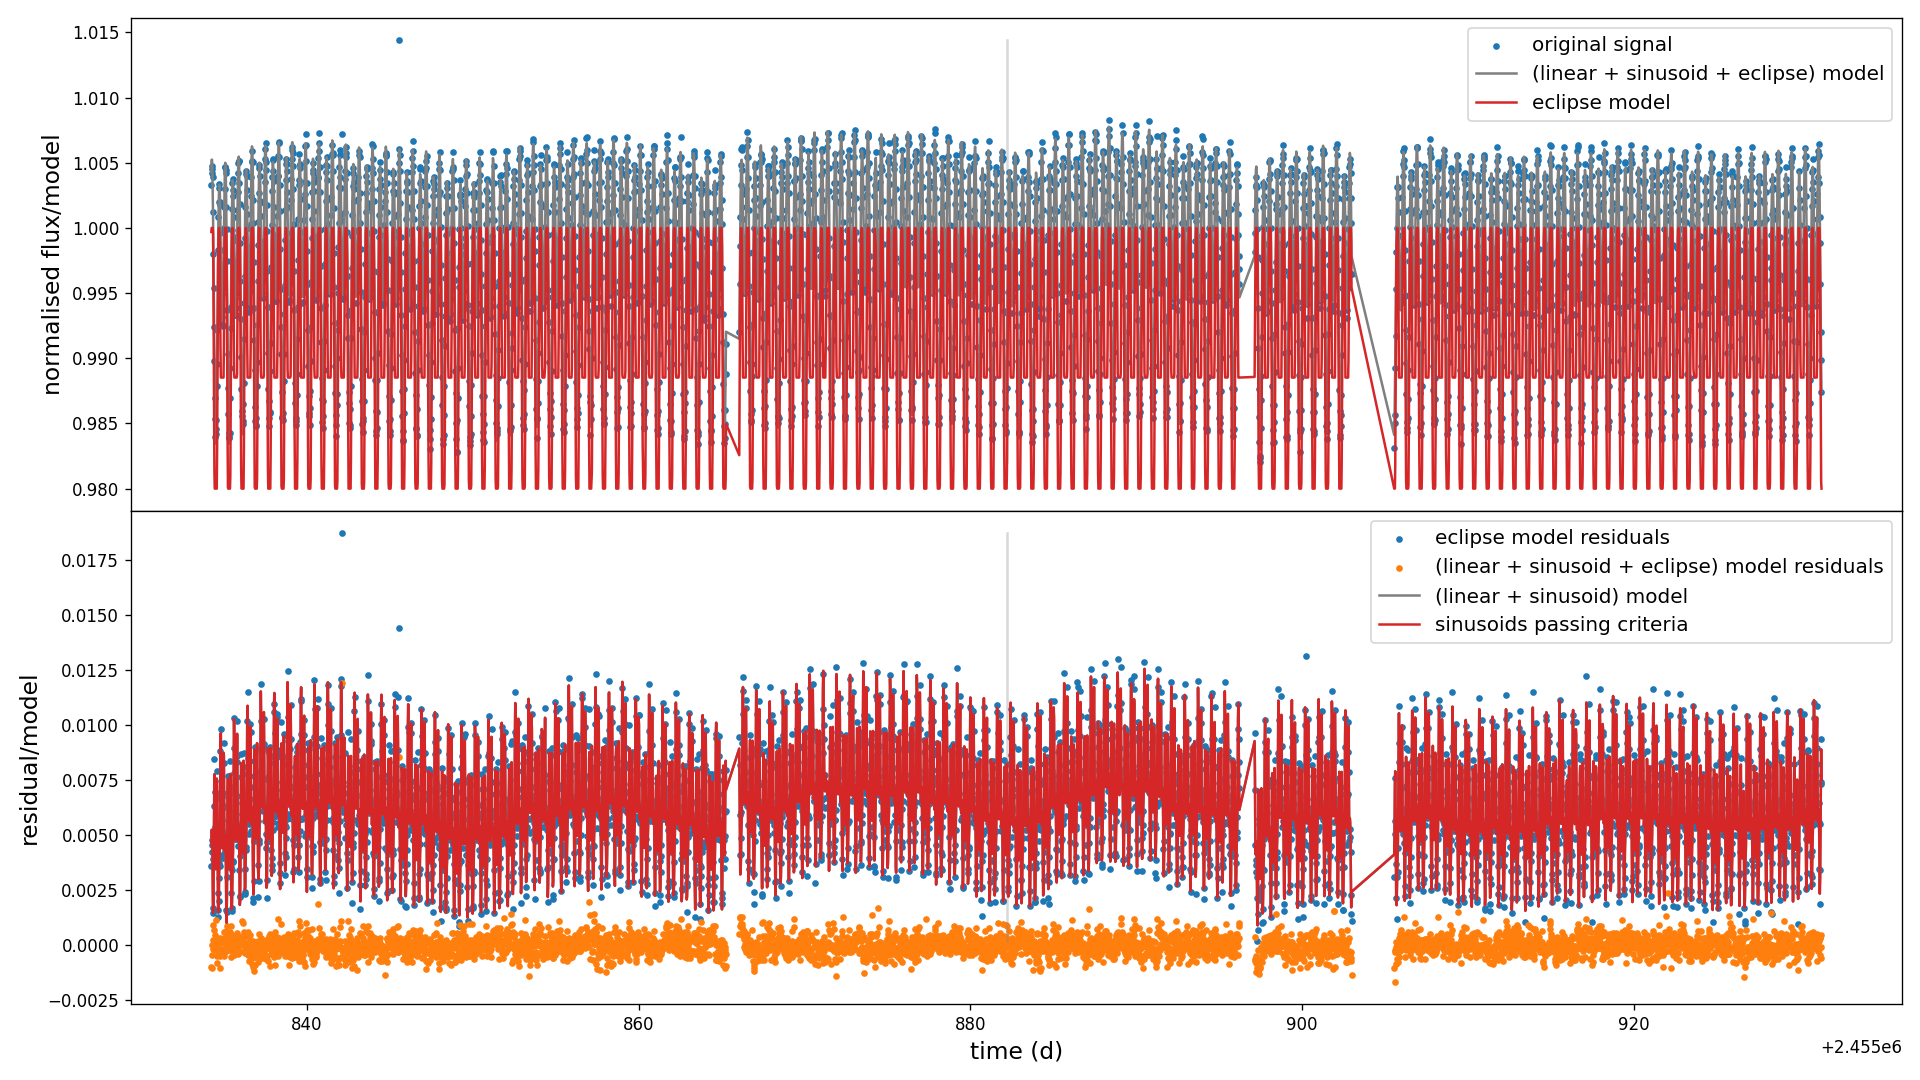 1.015
1.010
1.005
1.000
0.995
0.990
0.985
0.980
normalised flux/model
original signal
(linear + sinusoid + eclipse) model
eclipse model
0.0175
0.0150
0.0125
0.0100
0.0075
0.0050
0.0025
0.0000
−0.0025
residual/model
eclipse model residuals
(linear + sinusoid + eclipse) model residuals
(linear + sinusoid) model
sinusoids passing criteria
840
860
880
900
920
time (d)
+2.455e6